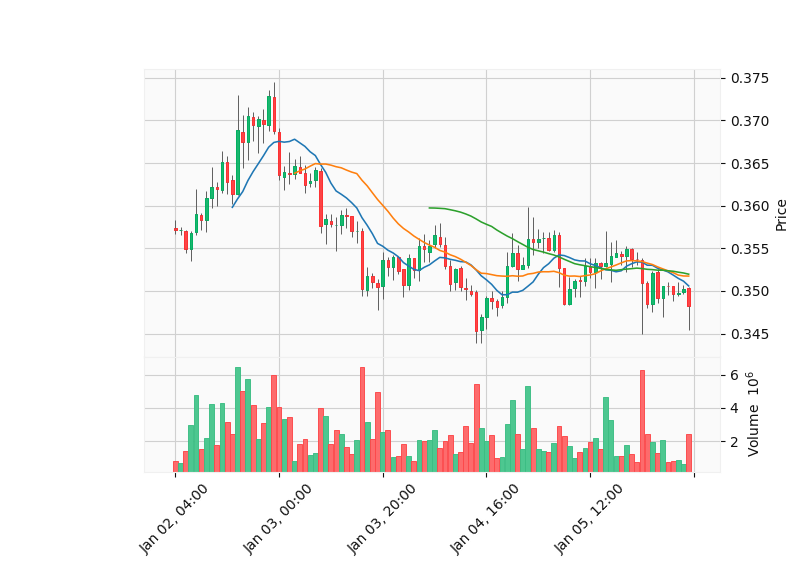 0.375
0.370
0.365
0.360
0.355
0.350
0.345
Price
6
4
2
Volume 10⁶
Jan 02, 04:00
Jan 03, 00:00
Jan 03, 20:00
Jan 04, 16:00
Jan 05, 12:00